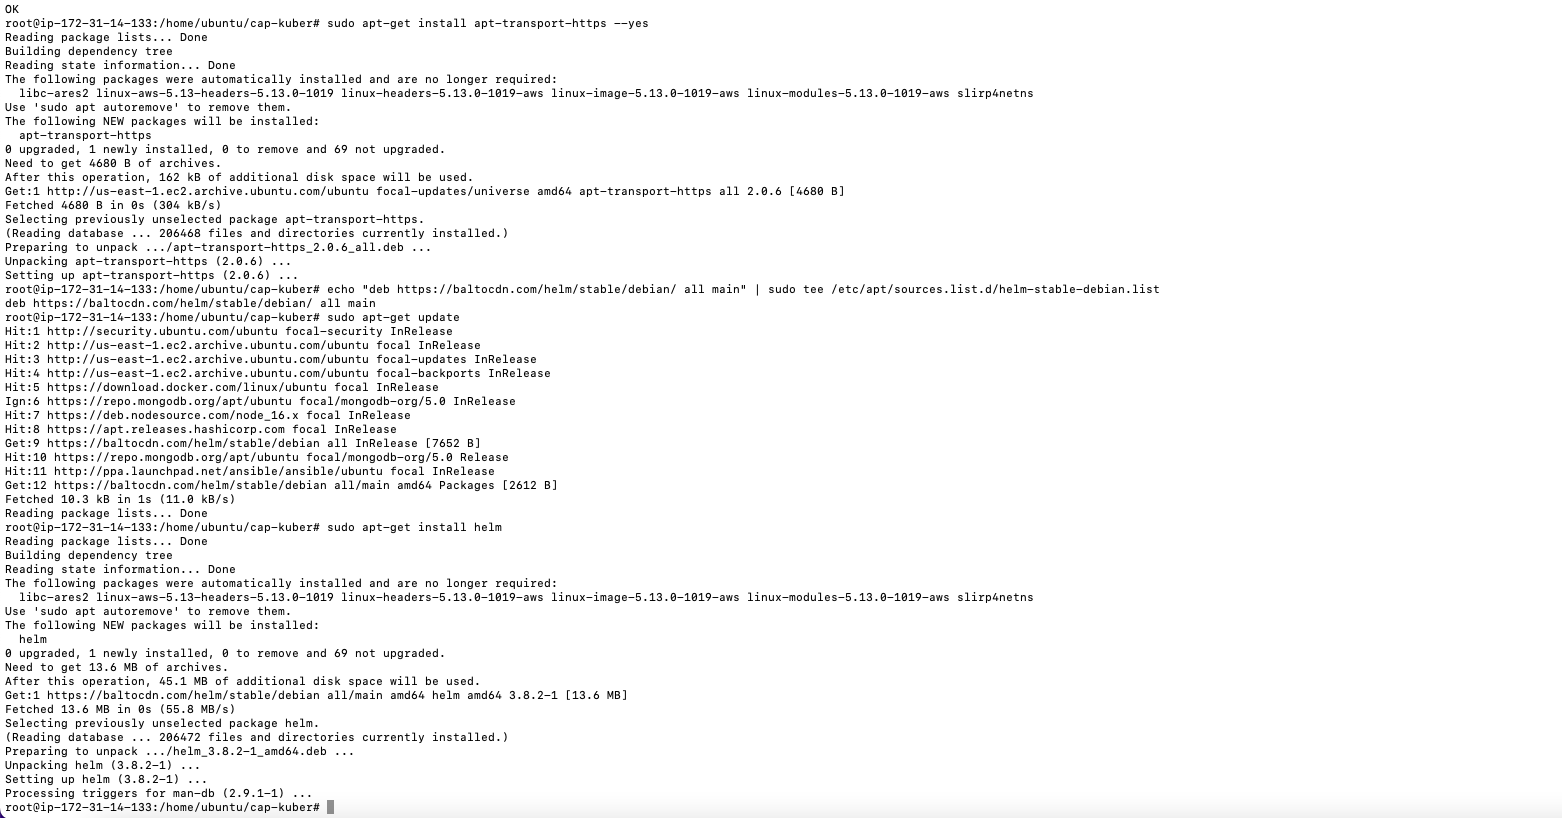 OK
root@ip-172-31-14-133:/home/ubuntu/cap-kuber# sudo apt-get install apt-transport-https --yes
Reading package lists... Done
Building dependency tree
Reading state information... Done
The following packages were automatically installed and are no longer required:
  libc-ares2 linux-aws-5.13-headers-5.13.0-1019 linux-headers-5.13.0-1019-aws linux-image-5.13.0-1019-aws linux-modules-5.13.0-1019-aws slirp4netns
Use 'sudo apt autoremove' to remove them.
The following NEW packages will be installed:
  apt-transport-https
0 upgraded, 1 newly installed, 0 to remove and 69 not upgraded.
Need to get 4680 B of archives.
After this operation, 162 kB of additional disk space will be used.
Get:1 http://us-east-1.ec2.archive.ubuntu.com/ubuntu focal-updates/universe amd64 apt-transport-https all 2.0.6 [4680 B]
Fetched 4680 B in 0s (304 kB/s)
Selecting previously unselected package apt-transport-https.
(Reading database ... 206468 files and directories currently installed.)
Preparing to unpack .../apt-transport-https_2.0.6_all.deb ...
Unpacking apt-transport-https (2.0.6) ...
Setting up apt-transport-https (2.0.6) ...
root@ip-172-31-14-133:/home/ubuntu/cap-kuber# echo "deb https://baltocdn.com/helm/stable/debian/ all main" | sudo tee /etc/apt/sources.list.d/helm-stable-debian.list
deb https://baltocdn.com/helm/stable/debian/ all main
root@ip-172-31-14-133:/home/ubuntu/cap-kuber# sudo apt-get update
Hit:1 http://security.ubuntu.com/ubuntu focal-security InRelease
Hit:2 http://us-east-1.ec2.archive.ubuntu.com/ubuntu focal InRelease
Hit:3 http://us-east-1.ec2.archive.ubuntu.com/ubuntu focal-updates InRelease
Hit:4 http://us-east-1.ec2.archive.ubuntu.com/ubuntu focal-backports InRelease
Hit:5 https://download.docker.com/linux/ubuntu focal InRelease
Ign:6 https://repo.mongodb.org/apt/ubuntu focal/mongodb-org/5.0 InRelease
Hit:7 https://deb.nodesource.com/node_16.x focal InRelease
Hit:8 https://apt.releases.hashicorp.com focal InRelease
Get:9 https://baltocdn.com/helm/stable/debian all InRelease [7652 B]
Hit:10 https://repo.mongodb.org/apt/ubuntu focal/mongodb-org/5.0 Release
Hit:11 http://ppa.launchpad.net/ansible/ansible/ubuntu focal InRelease
Get:12 https://baltocdn.com/helm/stable/debian all/main amd64 Packages [2612 B]
Fetched 10.3 kB in 1s (11.0 kB/s)
Reading package lists... Done
root@ip-172-31-14-133:/home/ubuntu/cap-kuber# sudo apt-get install helm
Reading package lists... Done
Building dependency tree
Reading state information... Done
The following packages were automatically installed and are no longer required:
  libc-ares2 linux-aws-5.13-headers-5.13.0-1019 linux-headers-5.13.0-1019-aws linux-image-5.13.0-1019-aws linux-modules-5.13.0-1019-aws slirp4netns
Use 'sudo apt autoremove' to remove them.
The following NEW packages will be installed:
  helm
0 upgraded, 1 newly installed, 0 to remove and 69 not upgraded.
Need to get 13.6 MB of archives.
After this operation, 45.1 MB of additional disk space will be used.
Get:1 https://baltocdn.com/helm/stable/debian all/main amd64 helm amd64 3.8.2-1 [13.6 MB]
Fetched 13.6 MB in 0s (55.8 MB/s)
Selecting previously unselected package helm.
(Reading database ... 206472 files and directories currently installed.)
Preparing to unpack .../helm_3.8.2-1_amd64.deb ...
Unpacking helm (3.8.2-1) ...
Setting up helm (3.8.2-1) ...
Processing triggers for man-db (2.9.1-1) ...
root@ip-172-31-14-133:/home/ubuntu/cap-kuber#